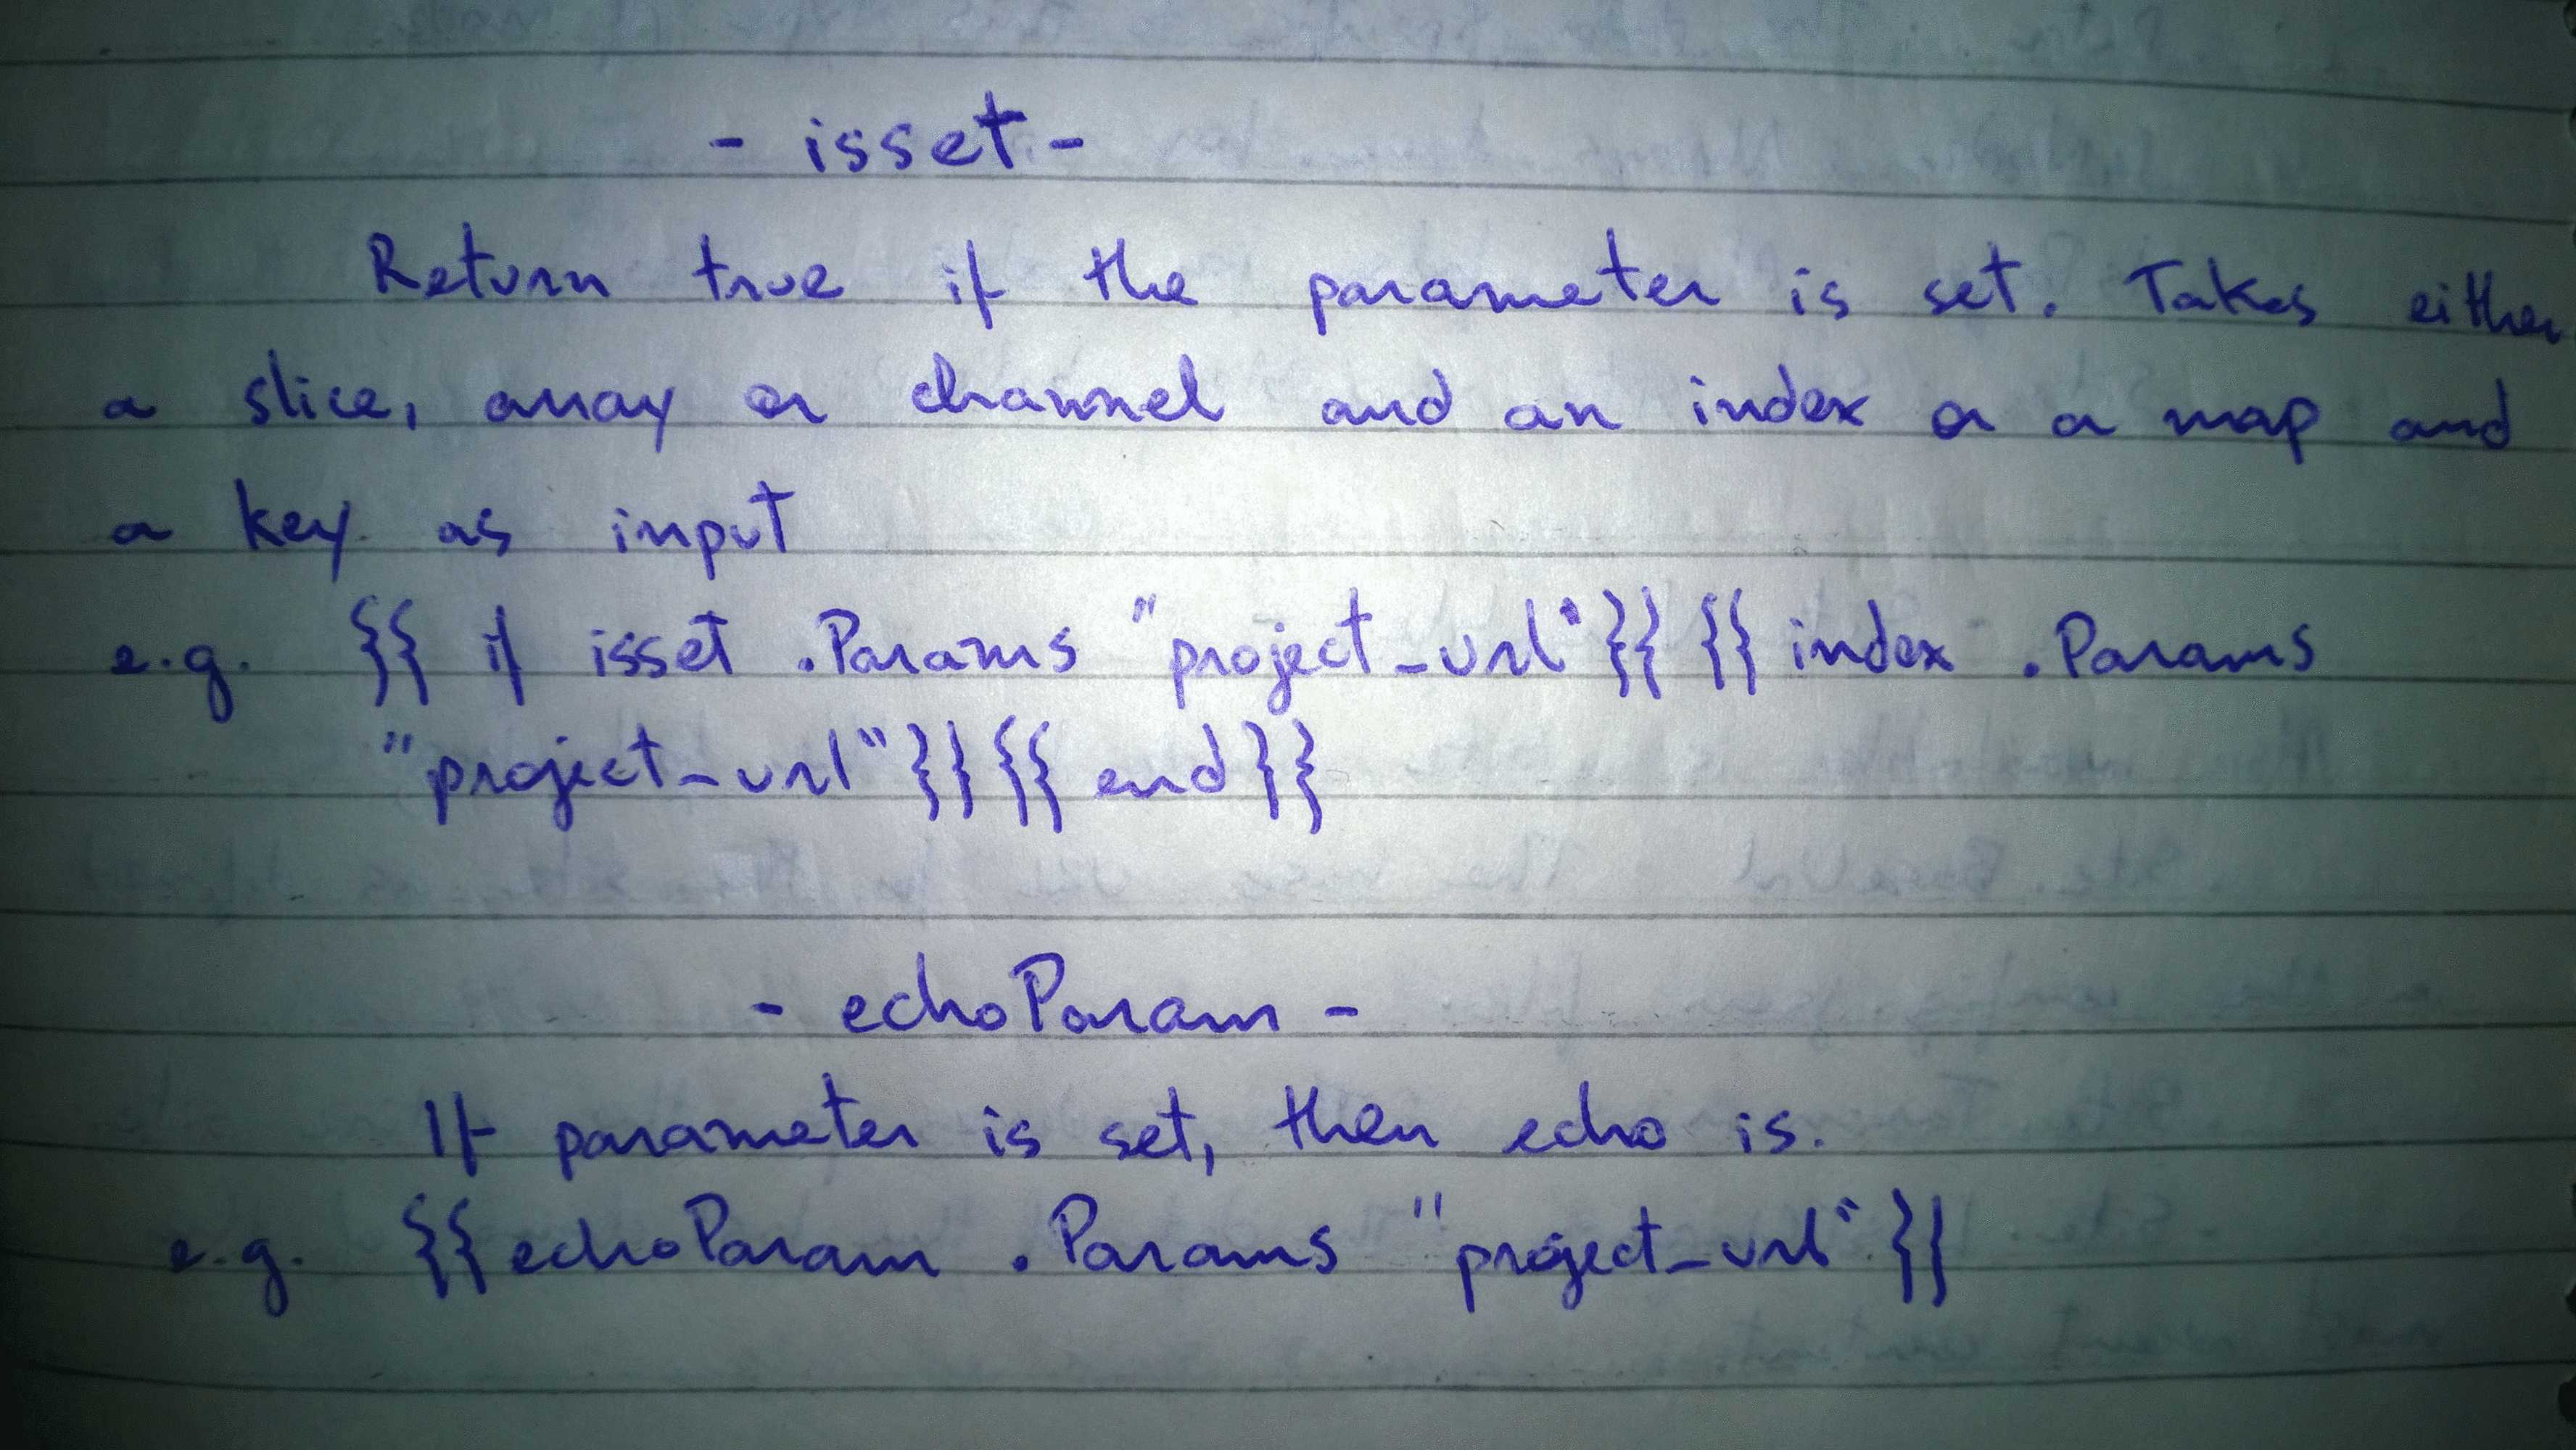 - isset -
Return true if the parameter is set. Takes either
a slice, array or channel and an index or a map and
a key as input
e.g. {{ if isset .Params "project_url"}} {{ index .Params
"project_url"}} {{ end }}
- echoParam -
If parameter is set, then echo is.
e.g. {{ echoParam .Params "project_url" }}